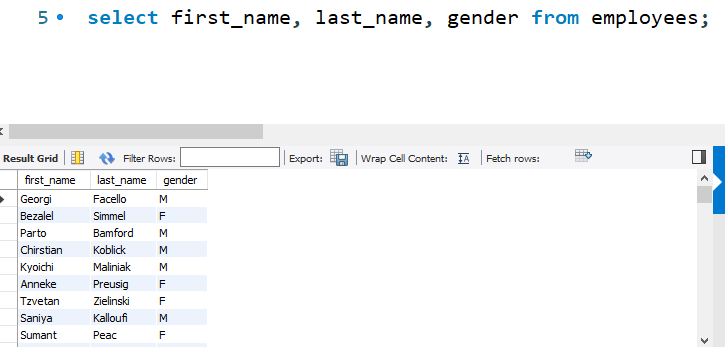 5 select first_name, last_name, gender from employees;
Result Grid Filter Rows: Export: Wrap Cell Content: Fetch rows:
first_name last_name gender
Georgi Facello M
Bezalel Simmel F
Parto Bamford M
Chirstian Koblick M
Kyoichi Maliniak M
Anneke Preusig F
Tzvetan Zielinski F
Saniya Kalloufi M
Sumant Peac F